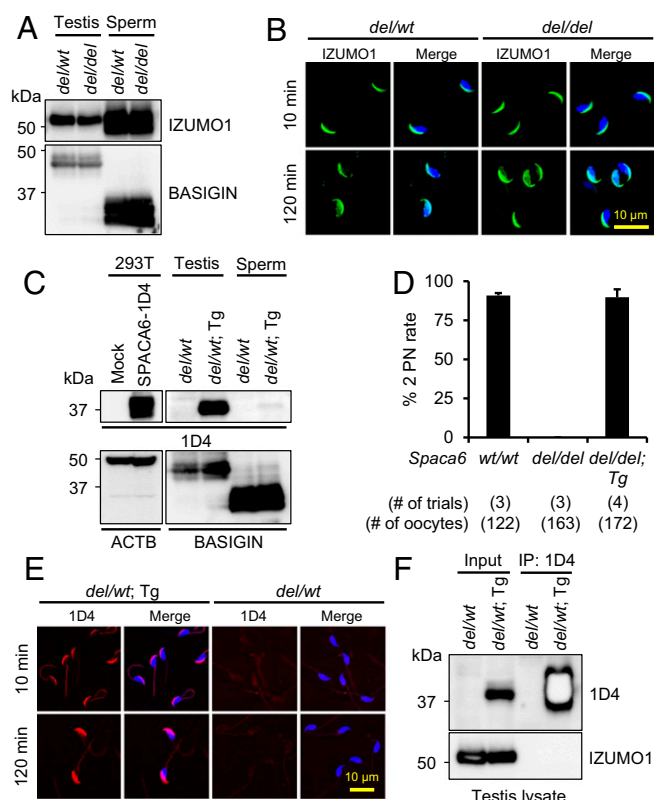 A
Testis Sperm
del/wt del/del del/wt del/del
kDa
50
IZUMO1
50
37
BASIGIN
B
del/wt del/del
IZUMO1 Merge IZUMO1 Merge
10 min
120 min
10 µm
C
293T Testis Sperm
Mock SPACA6-1D4 del/wt del/wt; Tg del/wt del/wt; Tg
kDa
37
1D4
50
37
ACTB BASIGIN
D
% 2 PN rate
100
75
50
25
0
Spaca6 wt/wt del/del del/del; Tg
(# of trials) (3) (3) (4)
(# of oocytes) (122) (163) (172)
E
del/wt; Tg del/wt
1D4 Merge 1D4 Merge
10 min
120 min
10 µm
F
Input IP: 1D4
del/wt del/wt; Tg del/wt del/wt; Tg
kDa
37
1D4
50
IZUMO1
Testis lysate